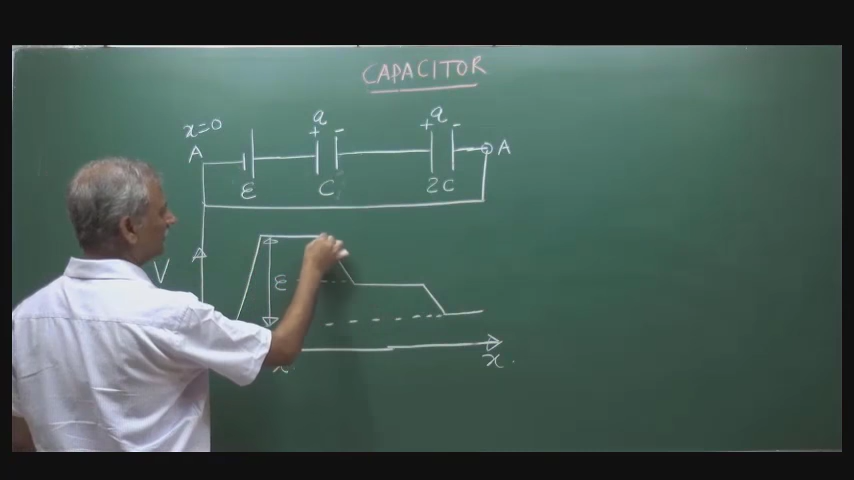 CAPACITOR
x=0
q
q
+ -
+ -
A
A
ε
C
2C
V
ε
x
x